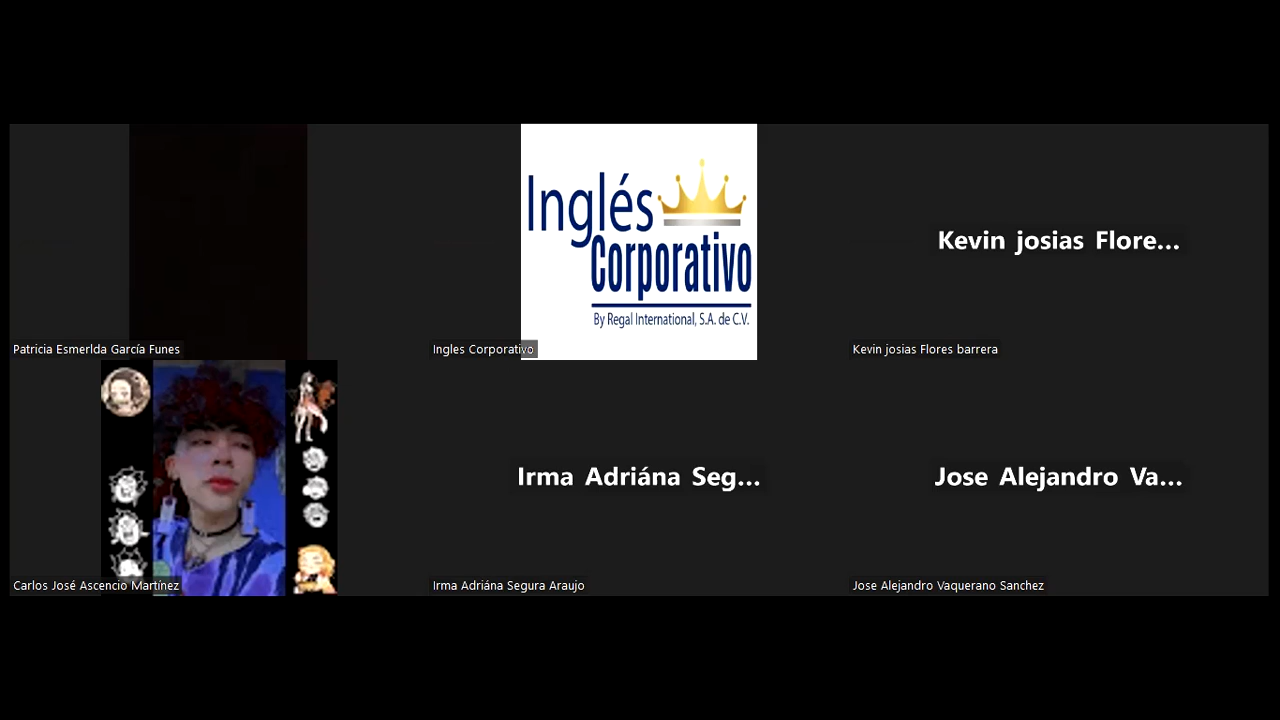 Inglés
Corporativo
By Regal International, S.A. de C.V.
Kevin josias Flore...
Patricia Esmerlda García Funes
Ingles Corporativo
Kevin josias Flores barrera
Irma Adriána Seg...
Jose Alejandro Va...
Carlos José Ascencio Martínez
Irma Adriána Segura Araujo
Jose Alejandro Vaquerano Sanchez